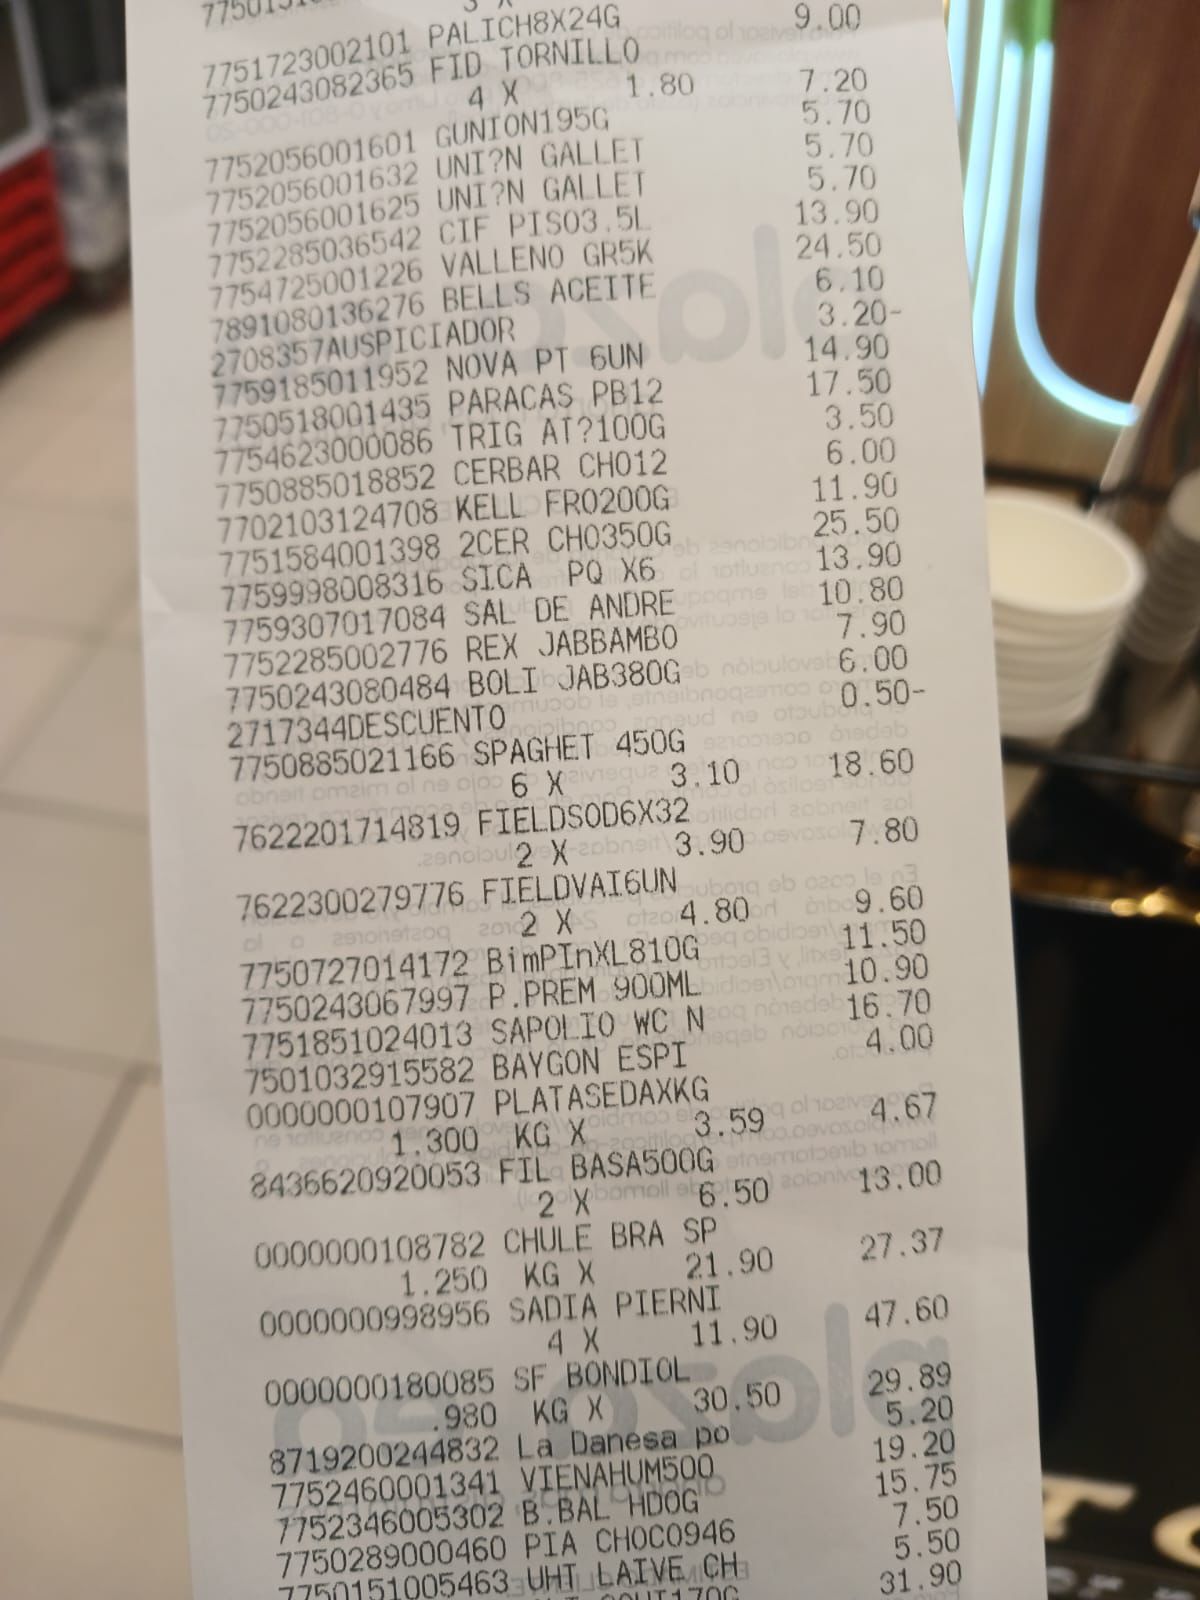 3 X
7751723002101 PALICH8X24G 9.00
7750243082365 FID TORNILLO
4 X 1.80 7.20
7752056001601 GUNION195G 5.70
7752056001632 UNI?N GALLET 5.70
7752056001625 UNI?N GALLET 5.70
7752285036542 CIF PISO3.5L 13.90
7754725001226 VALLENO GR5K 24.50
7891080136276 BELLS ACEITE 6.10
2708357AUSPICIADOR 3.20-
7759185011952 NOVA PT 6UN 14.90
7750518001435 PARACAS PB12 17.50
7754623000086 TRIG AT?100G 3.50
7750885018852 CERBAR CHO12 6.00
7702103124708 KELL FRO200G 11.90
7751584001398 2CER CHO350G 25.50
7759998008316 SICA PQ X6 13.90
7759307017084 SAL DE ANDRE 10.80
7752285002776 REX JABBAMBO 7.90
7750243080484 BOLI JAB380G 6.00
2717344DESCUENTO 0.50-
7750885021166 SPAGHET 450G
6 X 3.10 18.60
7622201714819 FIELDSOD6X32
2 X 3.90 7.80
7622300279776 FIELDVAI6UN
2 X 4.80 9.60
7750727014172 BimPInXL810G 11.50
7750243067997 P.PREM 900ML 10.90
7751851024013 SAPOLIO WC N 16.70
7501032915582 BAYGON ESPI 4.00
0000000107907 PLATASEDAXKG
1.300 KG X 3.59 4.67
8436620920053 FIL BASA500G
2 X 6.50 13.00
0000000108782 CHULE BRA SP
1.250 KG X 21.90 27.37
0000000998956 SADIA PIERNI
4 X 11.90 47.60
0000000180085 SF BONDIOL
.980 KG X 30.50 29.89
8719200244832 La Danesa po 5.20
7752460001341 VIENAHUM500 19.20
7752346005302 B.BAL HDOG 15.75
7750289000460 PIA CHOCO946 7.50
7750151005463 UHT LAIVE CH 5.50
31.90